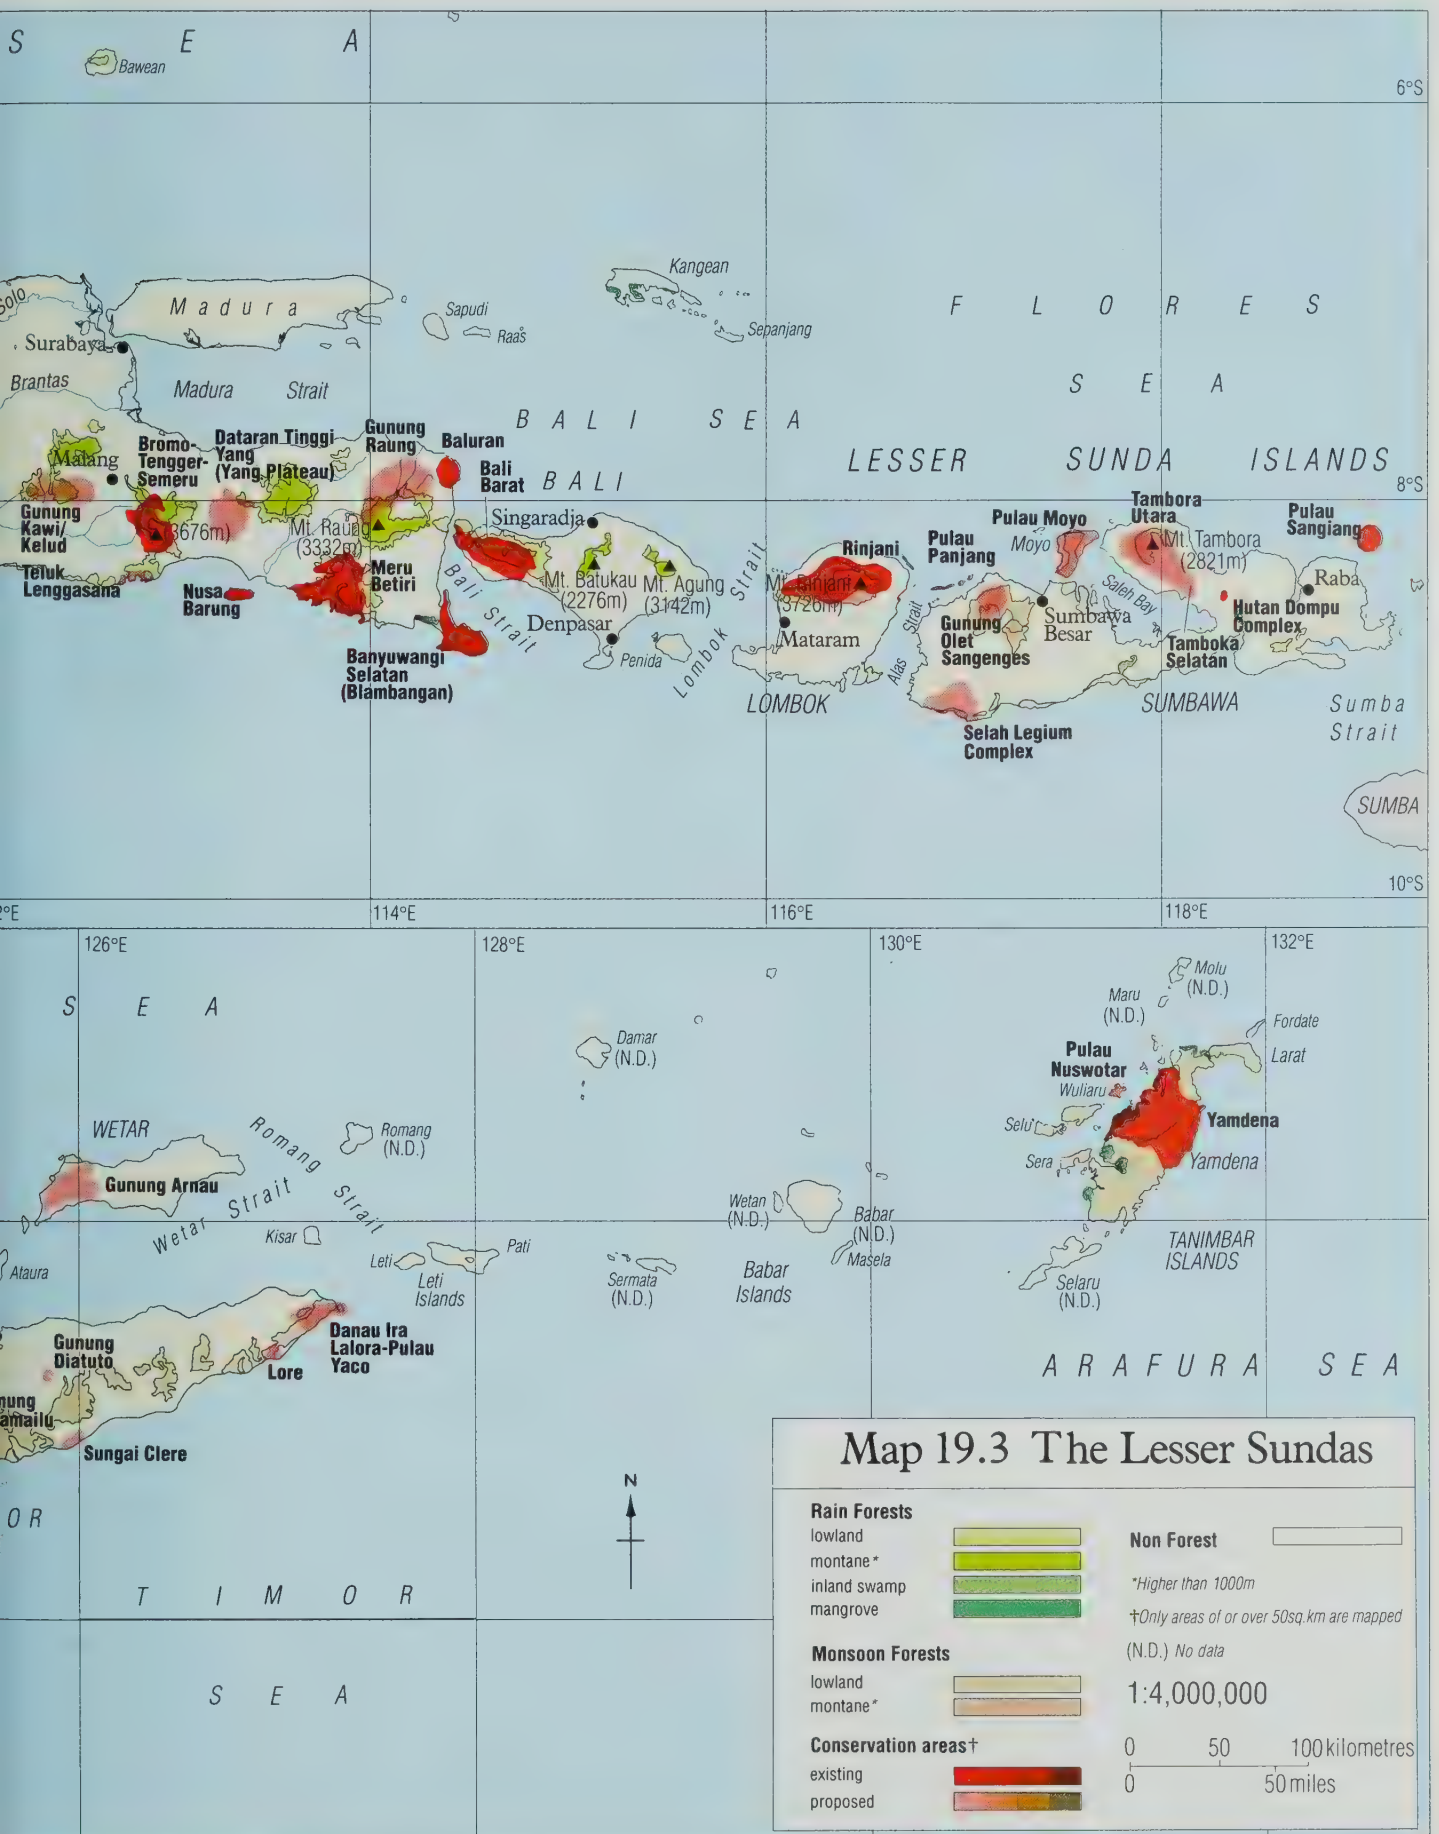 S E A
Bawean
6°S
Kangean
Solo
Madura
Sapudi
Raas
Sepanjang
F L O R E S
S E A
Surabaya
Brantas
Madura Strait
B A L I S E A
LESSER SUNDA ISLANDS
Malang
Bromo-
Tengger-
Semeru
Dataran Tinggi
Yang
(Yang Plateau)
Gunung
Raung
Baluran
Bali
Barat
B A L I
8°S
Gunung
Kawi/
Kelud
(3676m)
Mt. Raung
(3332m)
Singaradja
Pulau
Panjang
Pulau Moyo
Moyo
Tambora
Utara
Mt. Tambora
(2821m)
Pulau
Sangiang
Teluk
Lenggasana
Nusa
Barung
Meru
Betiri
Bali Strait
Mt. Batukau
(2276m)
Mt. Agung
(3142m)
Denpasar
Penida
Lombok Strait
Rinjani
Mt. Rinjani
(3726m)
Mataram
Alas Strait
Gunung
Olet
Sangenges
Sumbawa
Besar
Saleh Bay
Raba
Hutan Dompu
Complex
Tamboka
Selatan
Banyuwangi
Selatan
(Blambangan)
LOMBOK
SUMBAWA
Sumba
Strait
Selah Legium
Complex
SUMBA
10°S
2°E
114°E
116°E
118°E
126°E
128°E
130°E
132°E
S E A
Damar
(N.D.)
Molu
(N.D.)
Maru
(N.D.)
Fordate
Larat
Pulau
Nuswotar
Wuliaru
Selu
Sera
Yamdena
Yamdena
WETAR
Romang Strait
Romang
(N.D.)
Gunung Arnau
Wetar Strait
Kisar
Wetan
(N.D.)
Babar
(N.D.)
Masela
Babar
Islands
TANIMBAR
ISLANDS
Selaru
(N.D.)
Ataura
Leti
Leti
Islands
Pati
Sermata
(N.D.)
Gunung
Diatuto
Danau Ira
Lalora-Pulau
Yaco
Lore
nung
amailu
Sungai Clere
A R A F U R A S E A
O R
N
T I M O R
S E A
Map 19.3 The Lesser Sundas
Rain Forests
lowland
montane*
inland swamp
mangrove
Monsoon Forests
lowland
montane*
Conservation areas†
existing
proposed
Non Forest
*Higher than 1000m
†Only areas of or over 50sq.km are mapped
(N.D.) No data
1:4,000,000
0 50 100 kilometres
0 50 miles